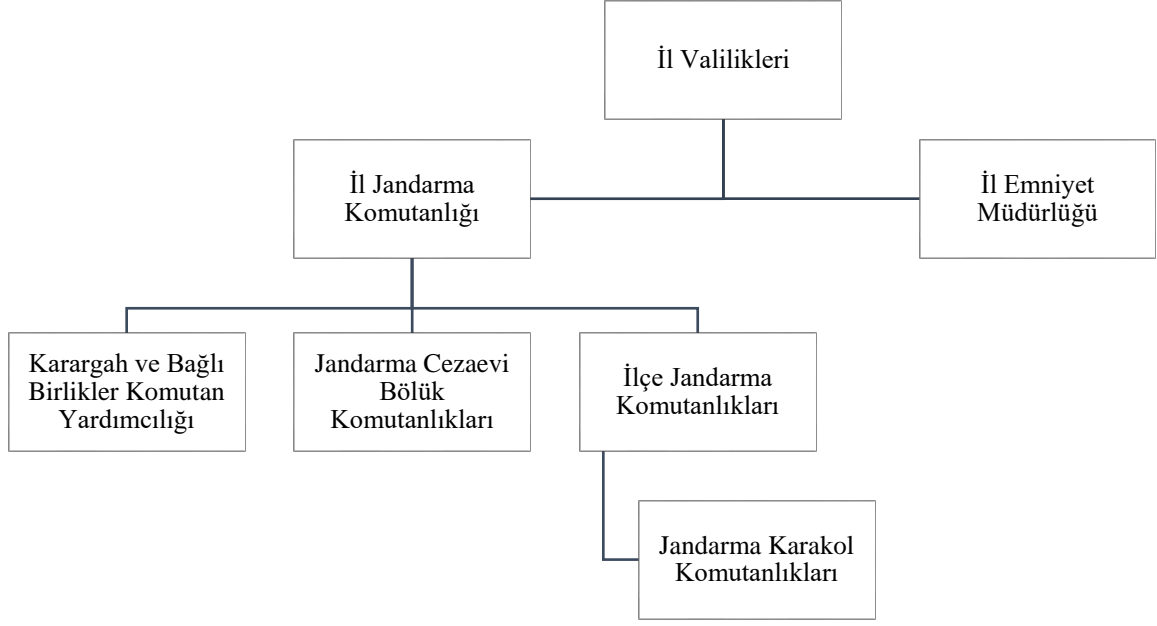 İl Valilikleri
İl Jandarma
Komutanlığı
İl Emniyet
Müdürlüğü
Karargah ve Bağlı
Birlikler Komutan
Yardımcılığı
Jandarma Cezaevi
Bölük
Komutanlıkları
İlçe Jandarma
Komutanlıkları
Jandarma Karakol
Komutanlıkları